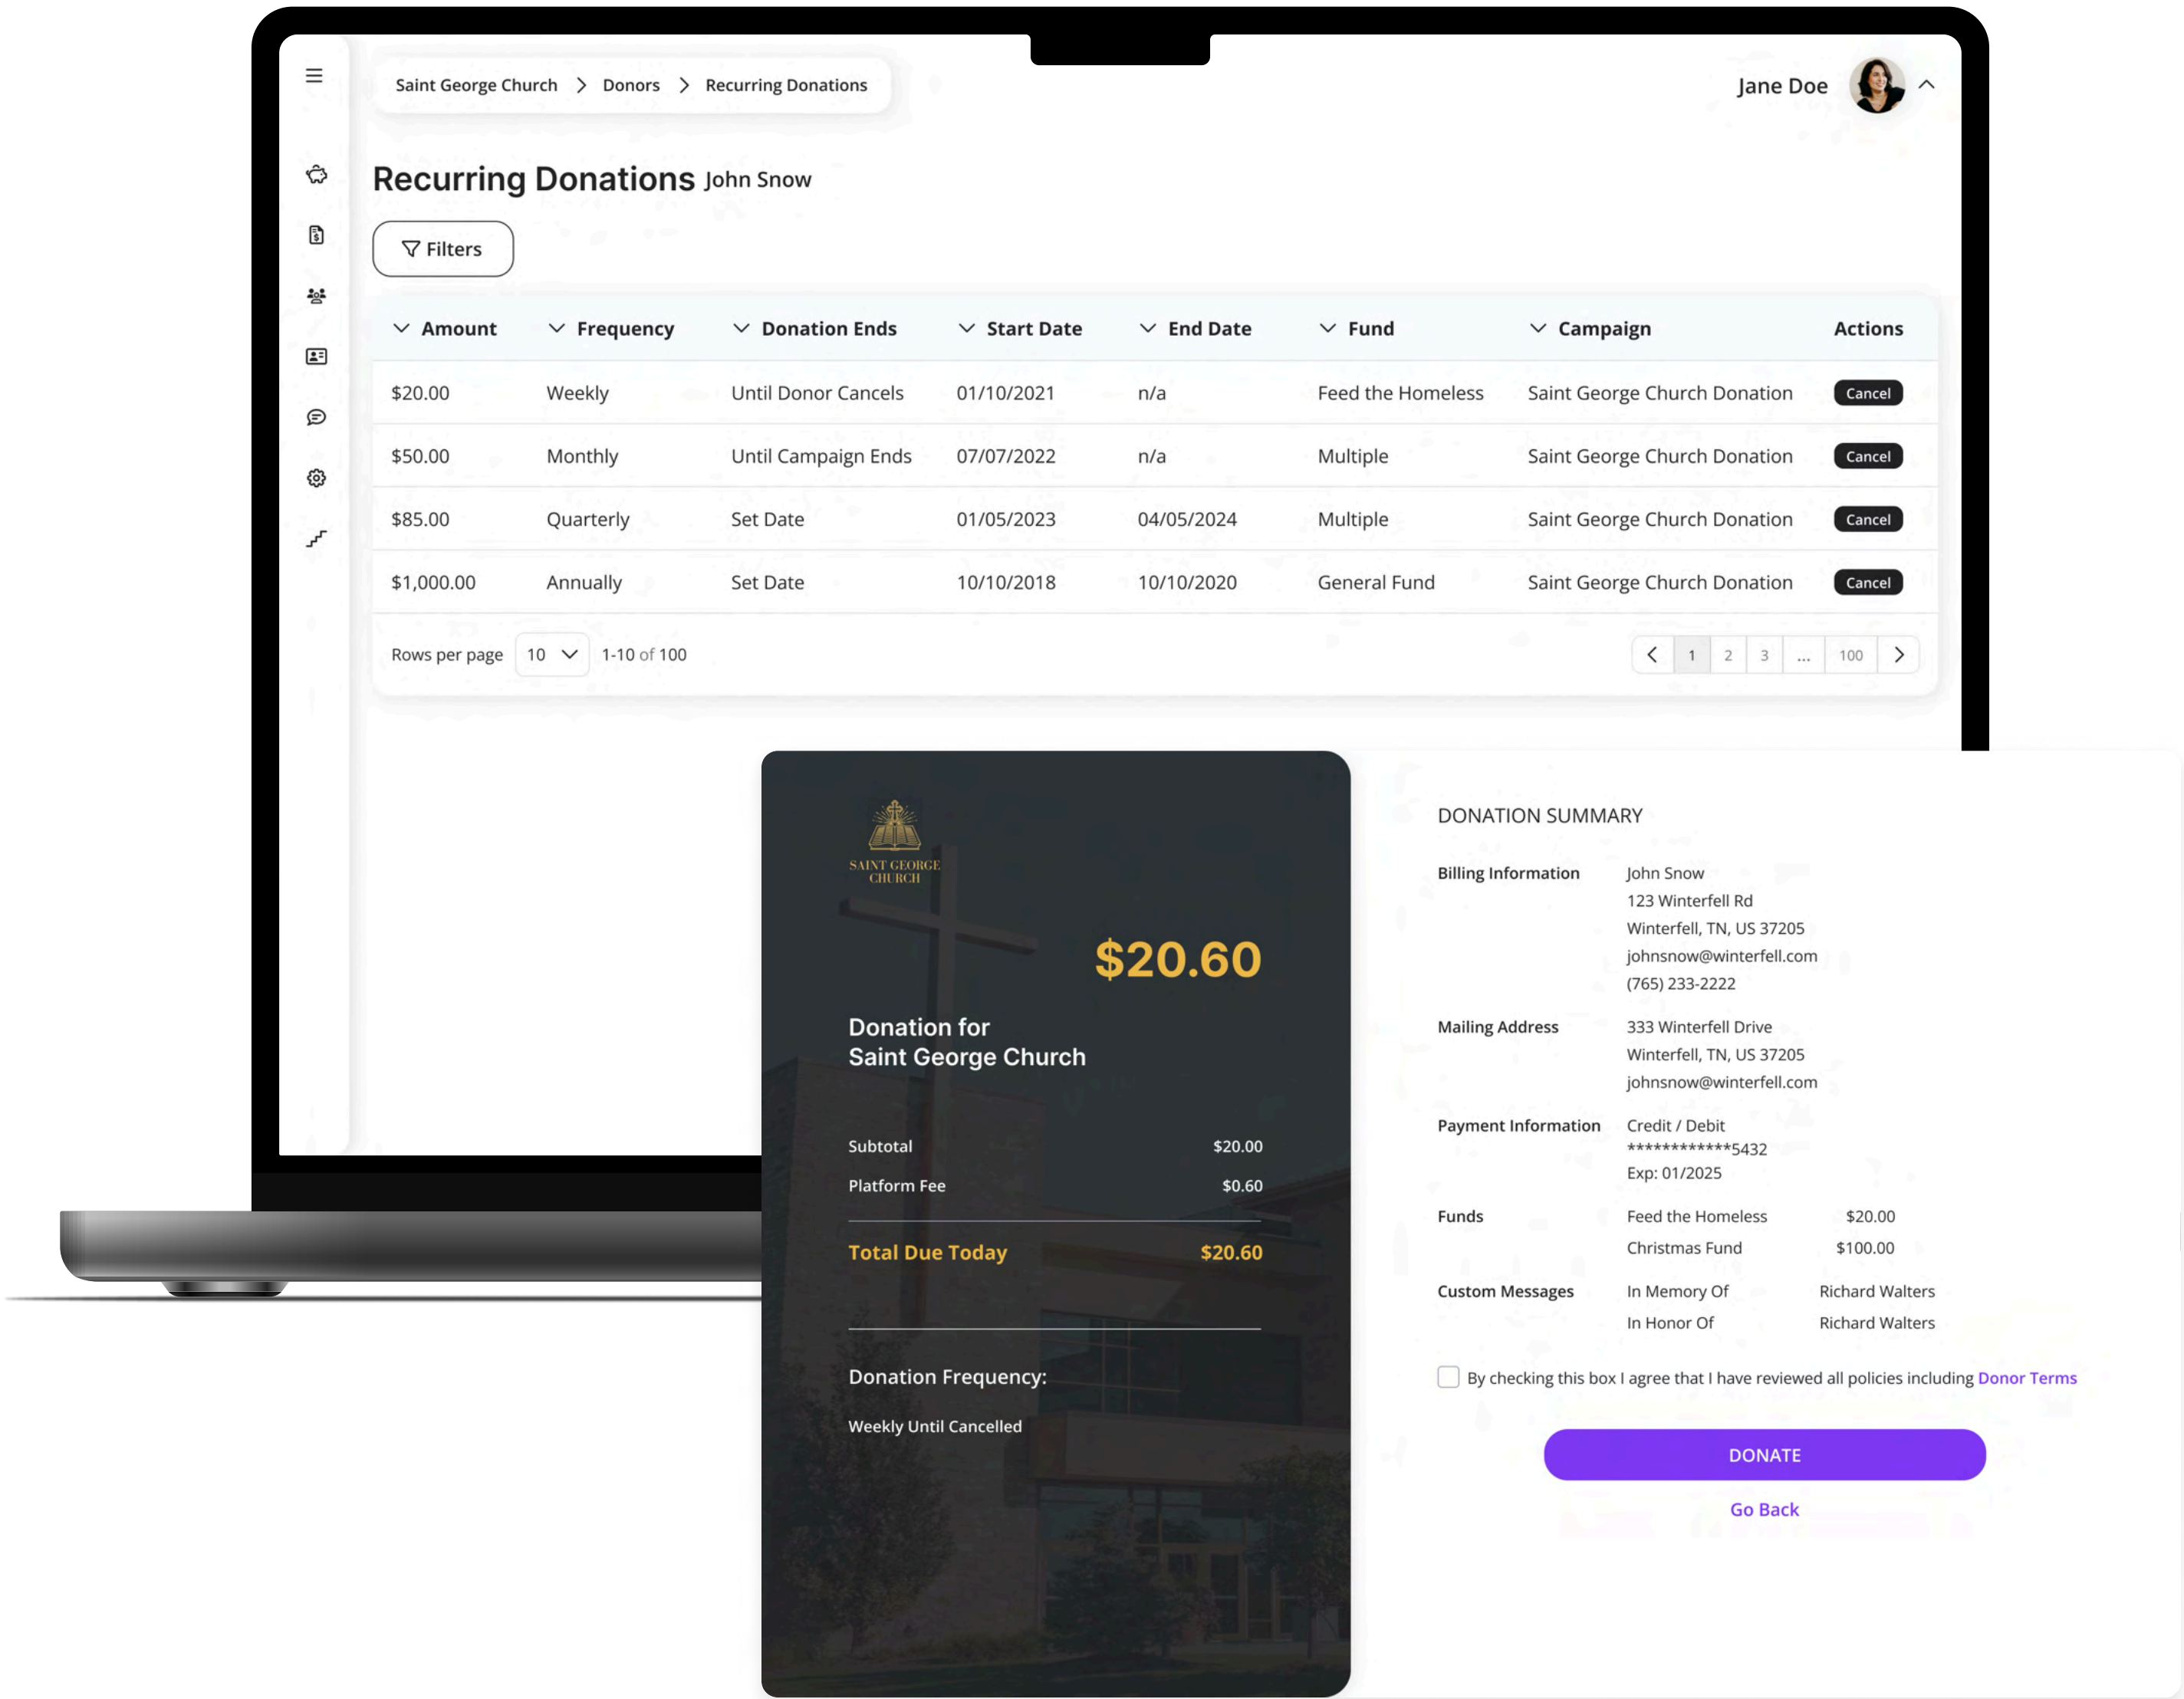 Saint George Church > Donors > Recurring Donations
Jane Doe
Recurring Donations John Snow
Filters
Amount Frequency Donation Ends Start Date End Date Fund Campaign Actions
$20.00 Weekly Until Donor Cancels 01/10/2021 n/a Feed the Homeless Saint George Church Donation Cancel
$50.00 Monthly Until Campaign Ends 07/07/2022 n/a Multiple Saint George Church Donation Cancel
$85.00 Quarterly Set Date 01/05/2023 04/05/2024 Multiple Saint George Church Donation Cancel
$1,000.00 Annually Set Date 10/10/2018 10/10/2020 General Fund Saint George Church Donation Cancel
Rows per page 10 1-10 of 100 1 2 3 ... 100
SAINT GEORGE
CHURCH
$20.60
Donation for
Saint George Church
Subtotal $20.00
Platform Fee $0.60
Total Due Today $20.60
Donation Frequency:
Weekly Until Cancelled
DONATION SUMMARY
Billing Information John Snow
123 Winterfell Rd
Winterfell, TN, US 37205
johnsnow@winterfell.com
(765) 233-2222
Mailing Address 333 Winterfell Drive
Winterfell, TN, US 37205
johnsnow@winterfell.com
Payment Information Credit / Debit
************5432
Exp: 01/2025
Funds Feed the Homeless $20.00
Christmas Fund $100.00
Custom Messages In Memory Of Richard Walters
In Honor Of Richard Walters
By checking this box I agree that I have reviewed all policies including Donor Terms
DONATE
Go Back